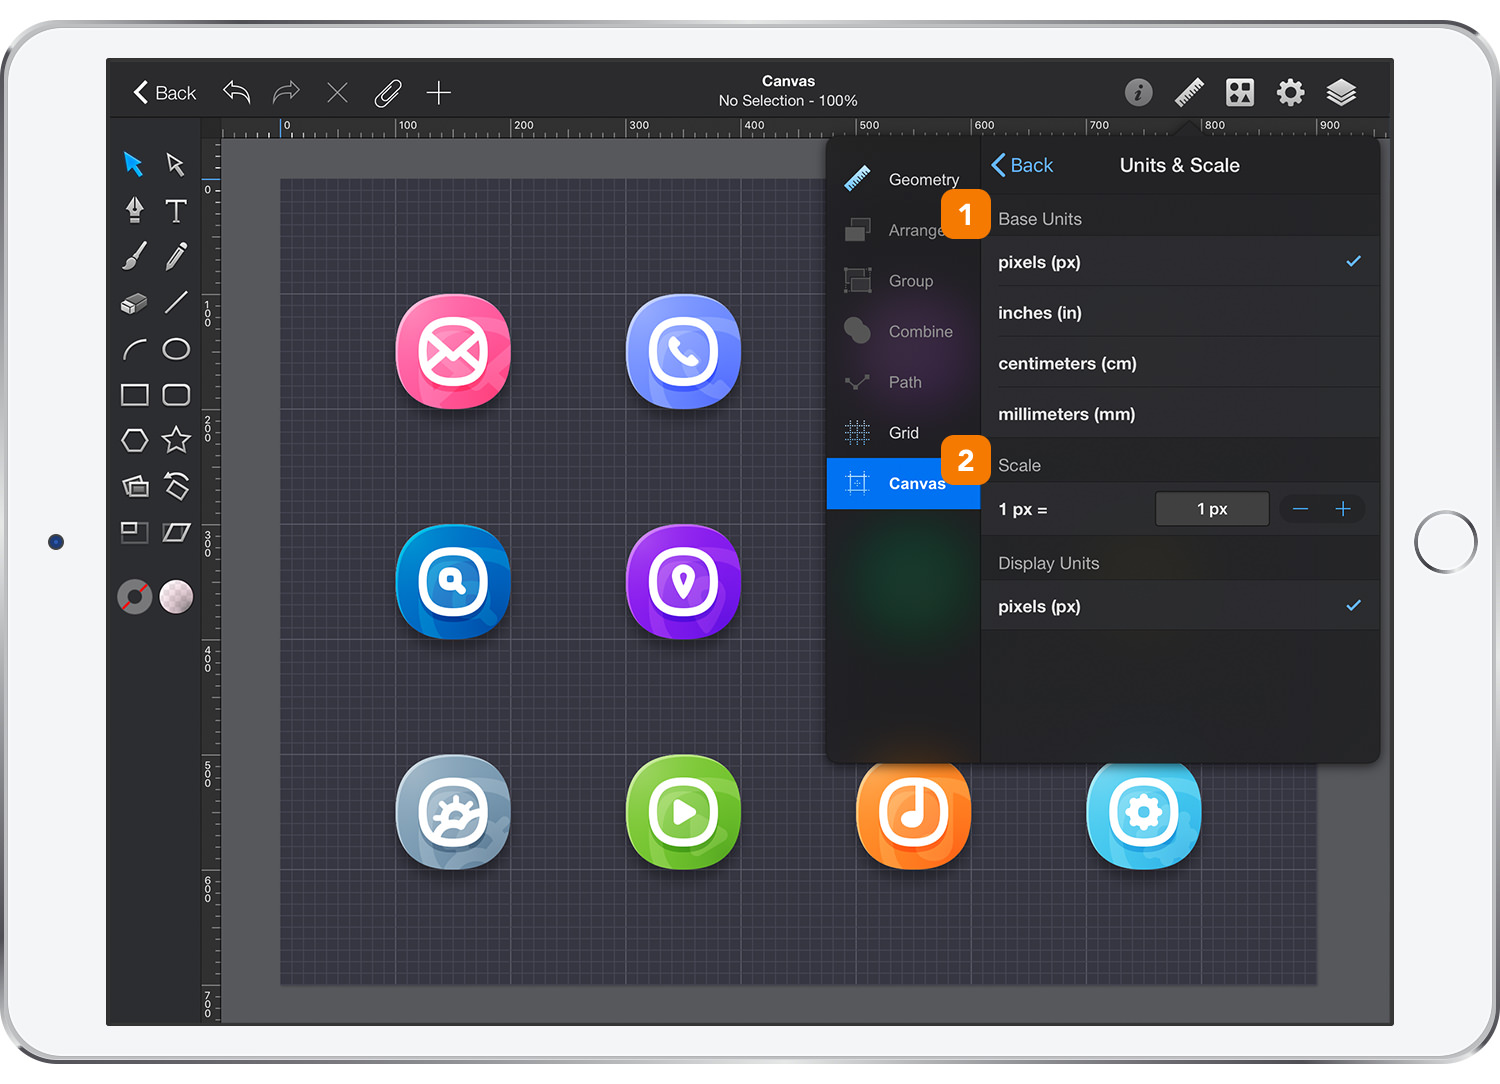 Back
Canvas
No Selection - 100%
0 100 200 300 400 500 600 700 800 900
0
100
200
300
400
500
600
700
Geometry
Arrange
Group
Combine
Path
Grid
Canvas
1
2
Back
Units & Scale
Base Units
pixels (px)
inches (in)
centimeters (cm)
millimeters (mm)
Scale
1 px =
1 px
Display Units
pixels (px)